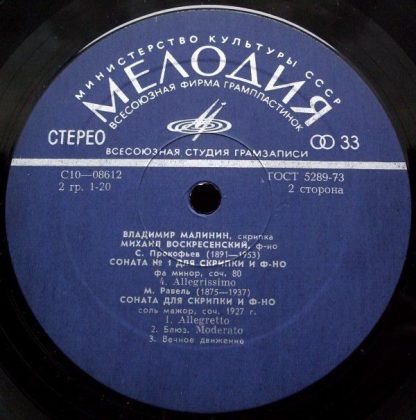 МИНИСТЕРСТВО КУЛЬТУРЫ СССР
МЕЛОДИЯ
ВСЕСОЮЗНАЯ ФИРМА ГРАМПЛАСТИНОК
СТЕРЕО
33
ВСЕСОЮЗНАЯ СТУДИЯ ГРАМЗАПИСИ
С10—08612
ГОСТ 5289-73
2 гр. 1-20
2 сторона
ВЛАДИМИР МАЛИНИН, скрипка
МИХАИЛ ВОСКРЕСЕНСКИЙ, ф-но
С. Прокофьев (1891—1953)
СОНАТА № 1 ДЛЯ СКРИПКИ И Ф-НО
фа минор, соч. 80
4. Allegrissimo
М. Равель (1875—1937)
СОНАТА ДЛЯ СКРИПКИ И Ф-НО
соль мажор, соч. 1927 г.
1. Allegretto
2. Блюз. Moderato
3. Вечное движение